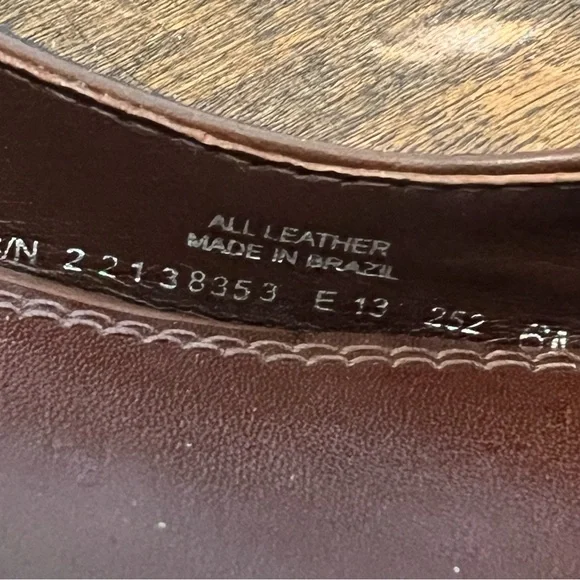 ALL LEATHER
MADE IN BRAZIL
/N 22138353 E 13 252